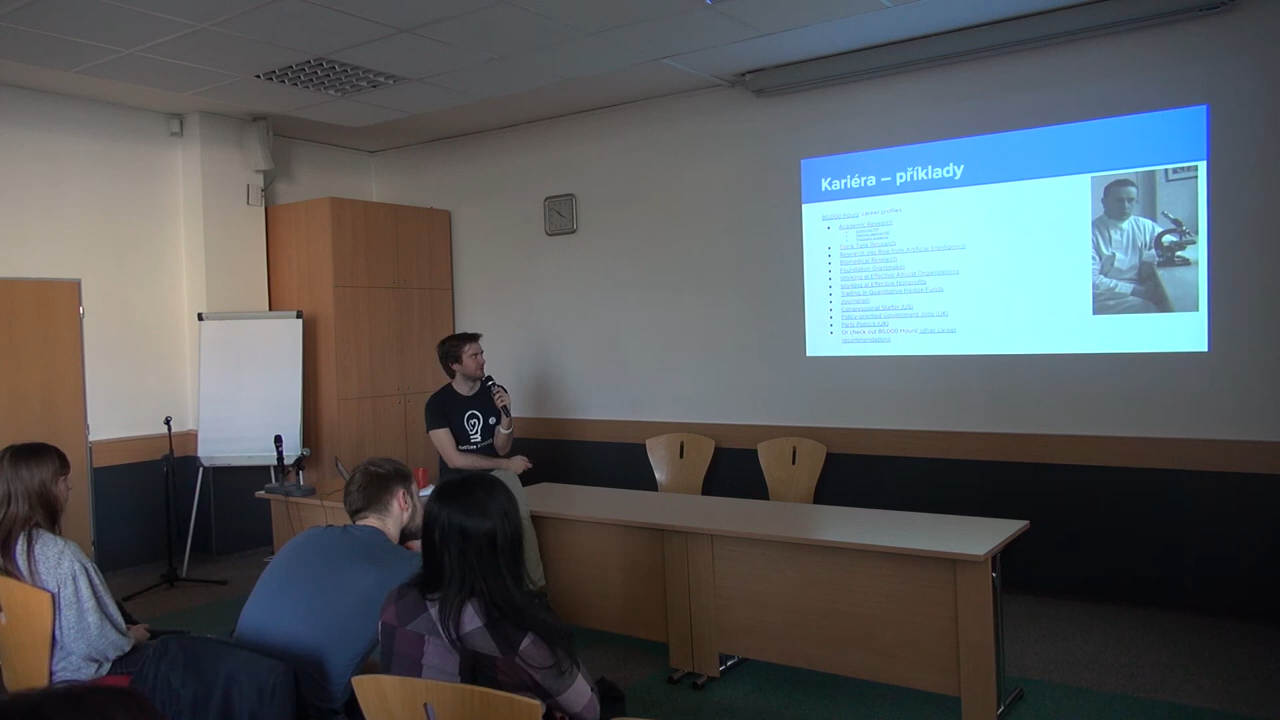 Kariéra – příklady
80,000 Hours' career profiles
Academic Research
Think Tank Research
Research into Risk from Artificial Intelligence
Biomedical Research
Foundation Grantmaker
Working at Effective Altruist Organizations
Working at Effective Nonprofits
Trading in Quantitative Hedge Funds
Journalism
Congressional Staffer (US)
Policy-oriented Government Jobs (UK)
Party Politics (UK)
Or check out 80,000 Hours' other career
recommendations